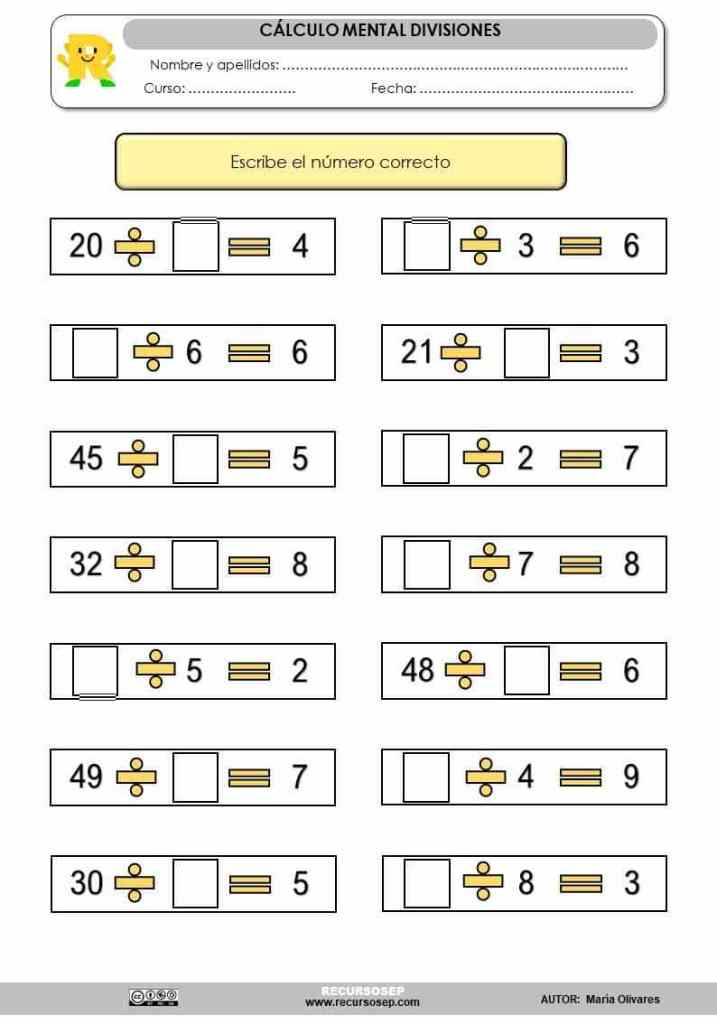 CÁLCULO MENTAL DIVISIONES
Nombre y apellidos: ............................................................................
Curso: ........................ Fecha: ................................................
Escribe el número correcto
20 ÷ = 4
÷ 3 = 6
÷ 6 = 6
21 ÷ = 3
45 ÷ = 5
÷ 2 = 7
32 ÷ = 8
÷ 7 = 8
÷ 5 = 2
48 ÷ = 6
49 ÷ = 7
÷ 4 = 9
30 ÷ = 5
÷ 8 = 3
RECURSOSEP
www.recursosep.com
AUTOR: María Olivares